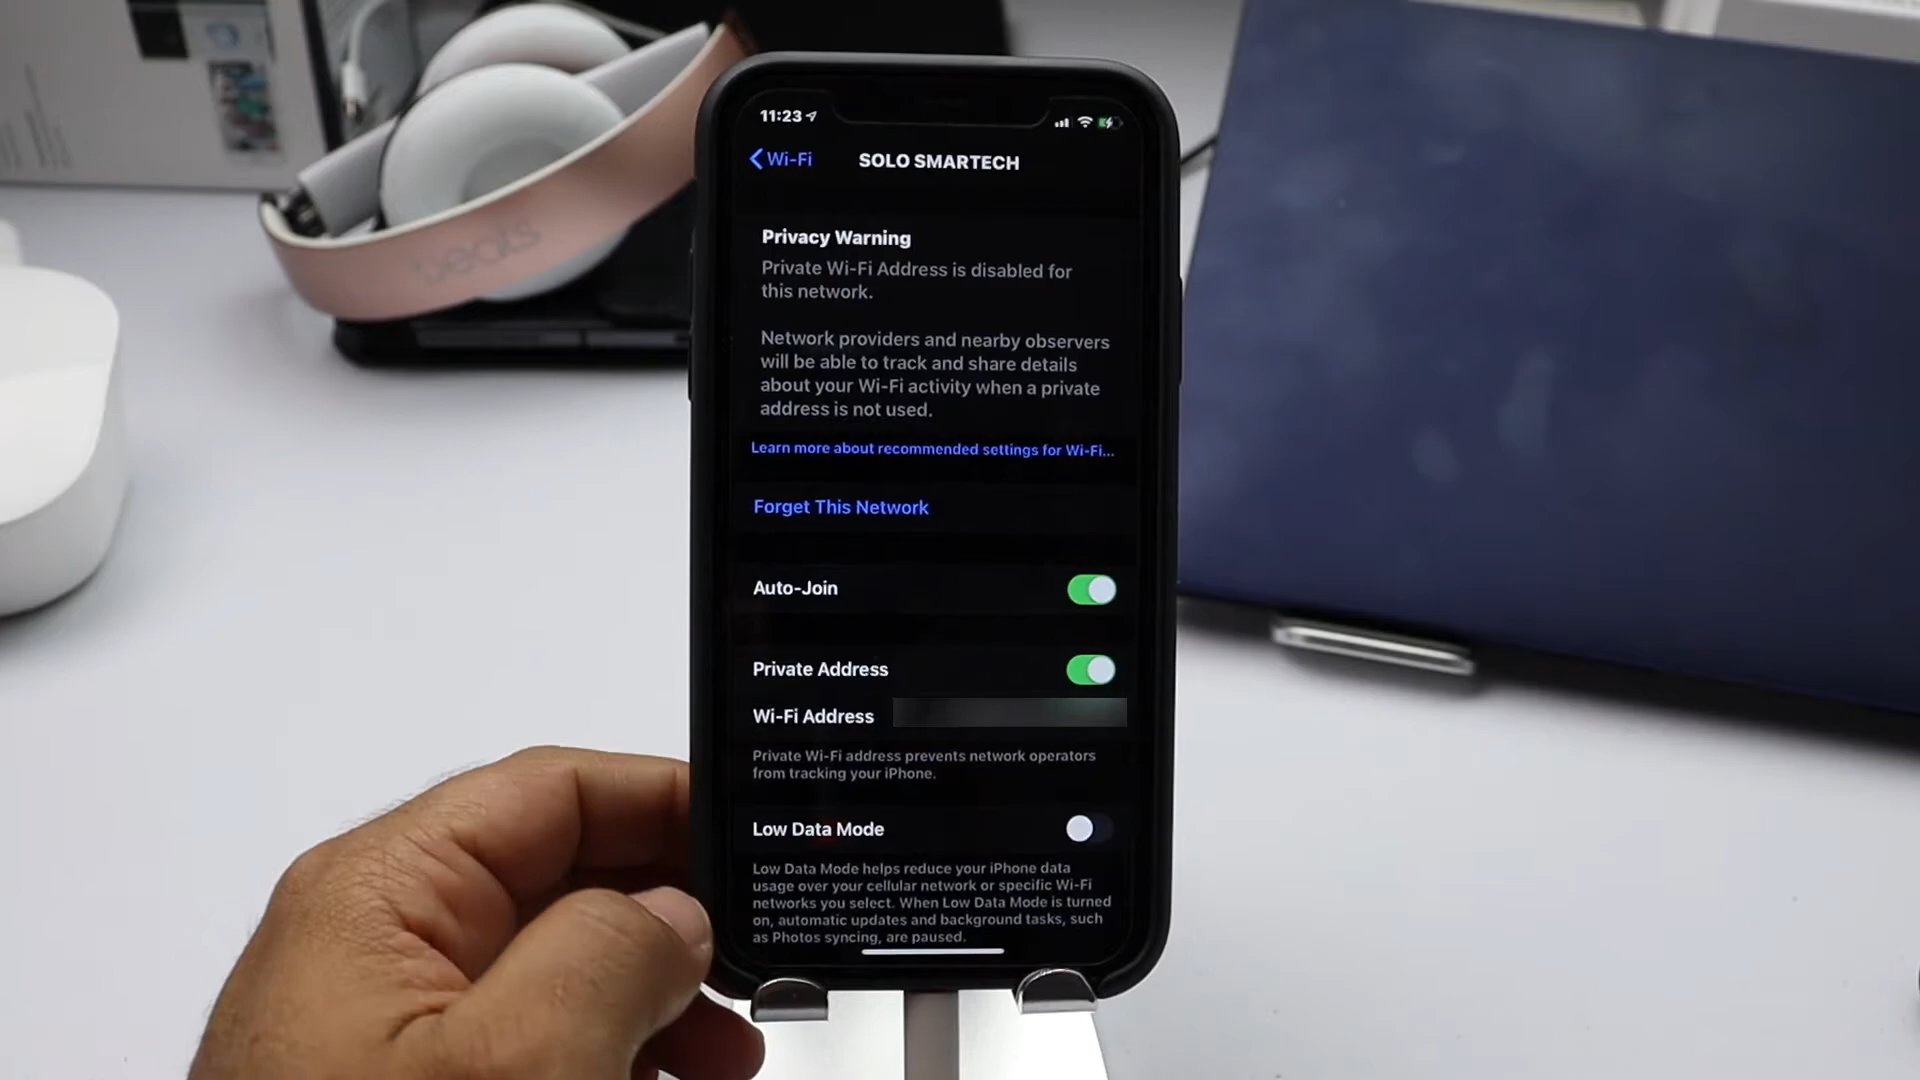 beats
11:23
Wi-Fi
SOLO SMARTECH
Privacy Warning
Private Wi-Fi Address is disabled for
this network.
Network providers and nearby observers
will be able to track and share details
about your Wi-Fi activity when a private
address is not used.
Learn more about recommended settings for Wi-Fi...
Forget This Network
Auto-Join
Private Address
Wi-Fi Address
Private Wi-Fi address prevents network operators
from tracking your iPhone.
Low Data Mode
Low Data Mode helps reduce your iPhone data
usage over your cellular network or specific Wi-Fi
networks you select. When Low Data Mode is turned
on, automatic updates and background tasks, such
as Photos syncing, are paused.